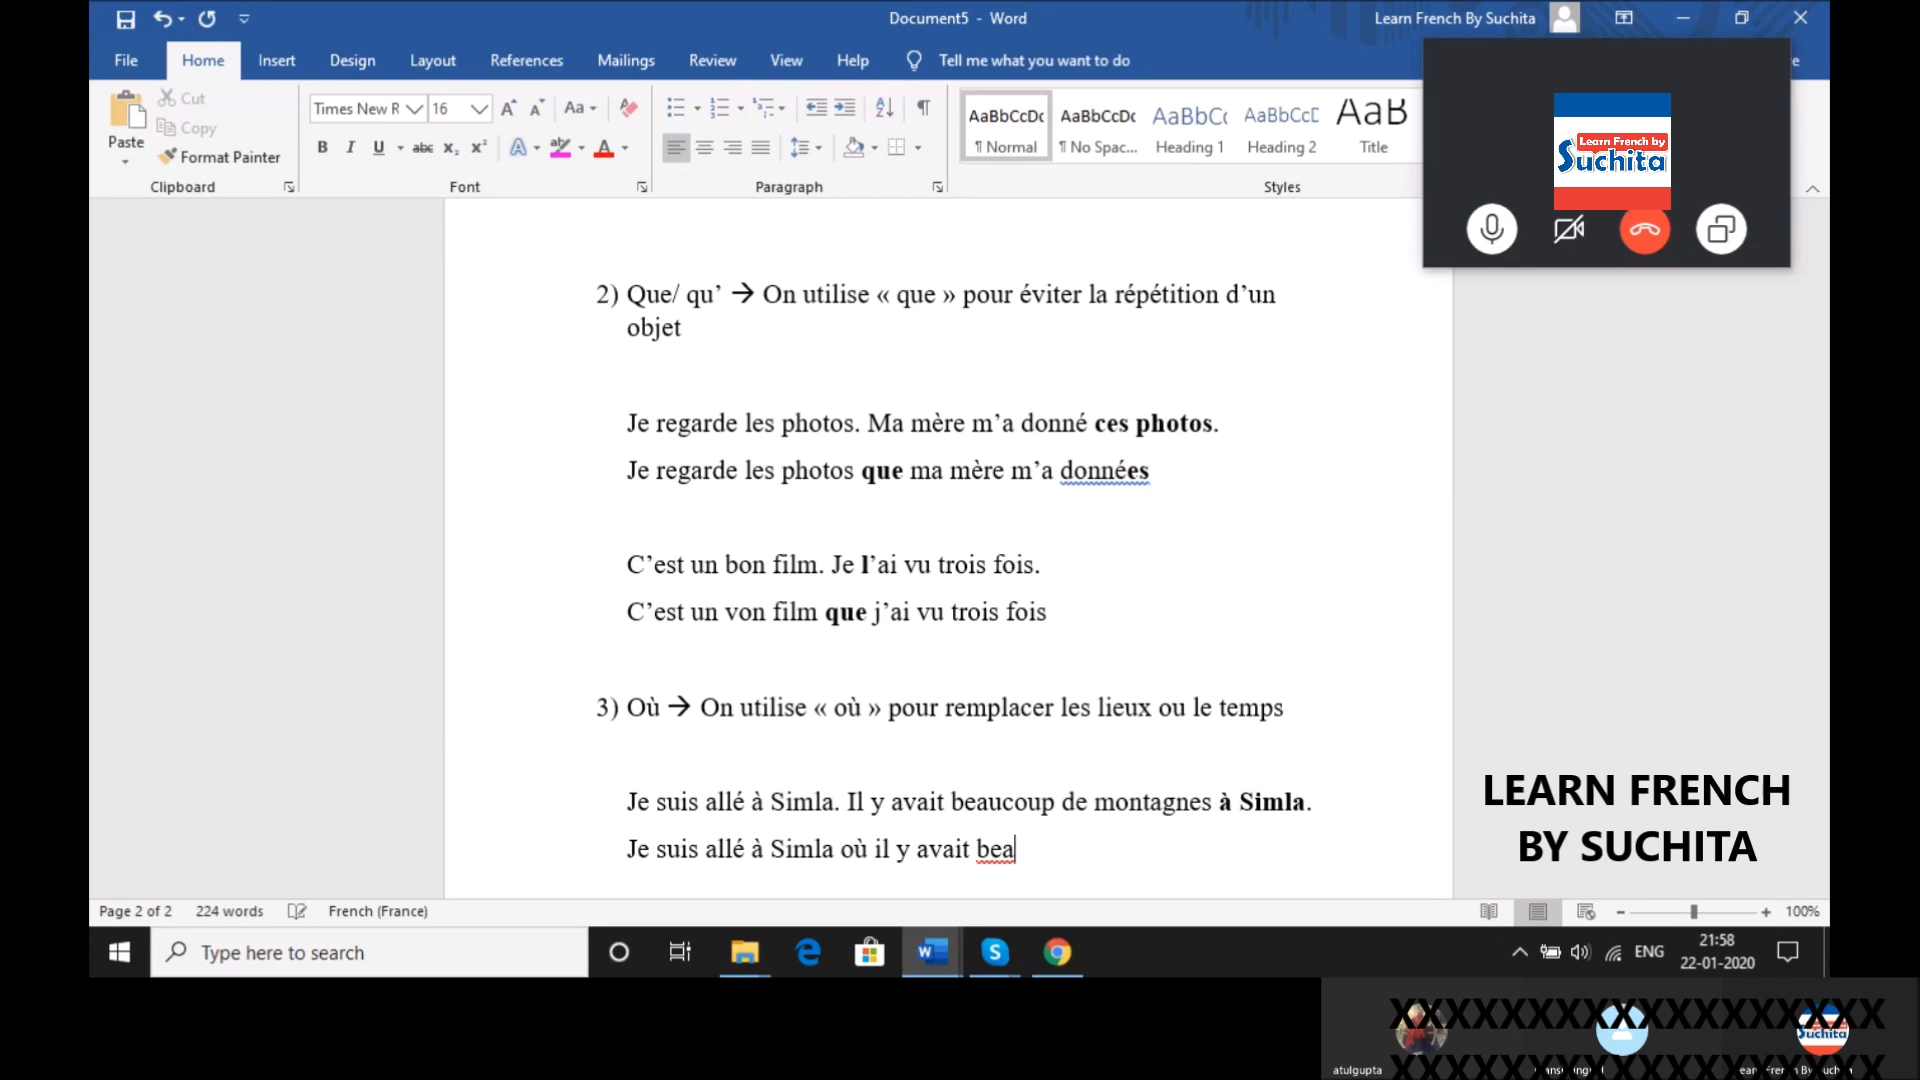 Document5 - Word
Learn French By Suchita
File Home Insert Design Layout References Mailings Review View Help Tell me what you want to do
Cut
Copy
Paste
Format Painter
Clipboard
Times New R 16
Font
Paragraph
AaBbCcDc AaBbCcDc AaBbCc AaBbCcD AaB
¶ Normal ¶ No Spac... Heading 1 Heading 2 Title
Styles
Learn French by
Suchita
2) Que/ qu’ → On utilise « que » pour éviter la répétition d’un
objet
Je regarde les photos. Ma mère m’a donné ces photos.
Je regarde les photos que ma mère m’a données
C’est un bon film. Je l’ai vu trois fois.
C’est un von film que j’ai vu trois fois
3) Où → On utilise « où » pour remplacer les lieux ou le temps
Je suis allé à Simla. Il y avait beaucoup de montagnes à Simla.
Je suis allé à Simla où il y avait bea
LEARN FRENCH
BY SUCHITA
Page 2 of 2 224 words French (France)
100%
Type here to search
ENG
21:58
22-01-2020
XXXXXXXXXXXXXXXXXX
Suchita
atulgupta